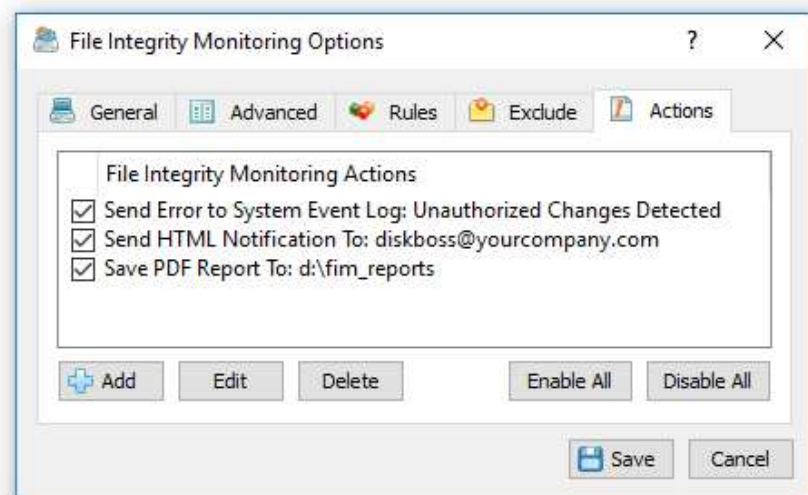 File Integrity Monitoring Options ?
General Advanced Rules Exclude Actions
File Integrity Monitoring Actions
Send Error to System Event Log: Unauthorized Changes Detected
Send HTML Notification To: diskboss@yourcompany.com
Save PDF Report To: d:\fim_reports
Add Edit Delete Enable All Disable All
Save Cancel